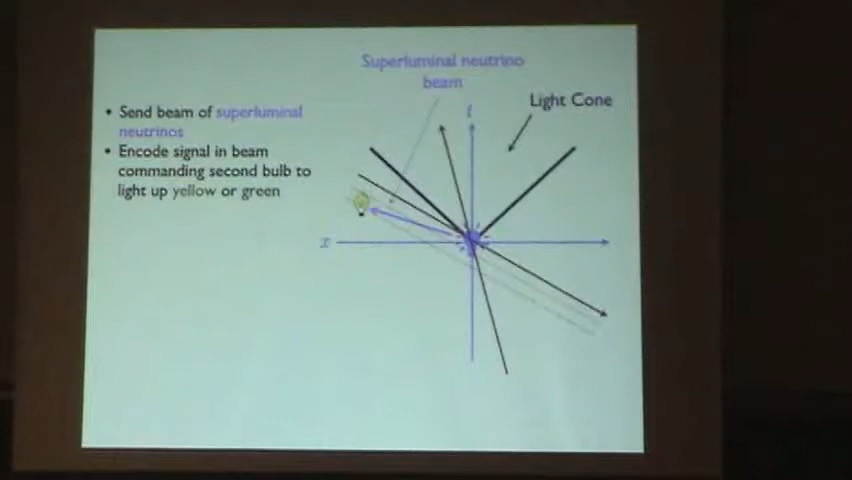 Superluminal neutrino
beam
Light Cone
t
• Send beam of superluminal
neutrinos
• Encode signal in beam
commanding second bulb to
light up yellow or green
x